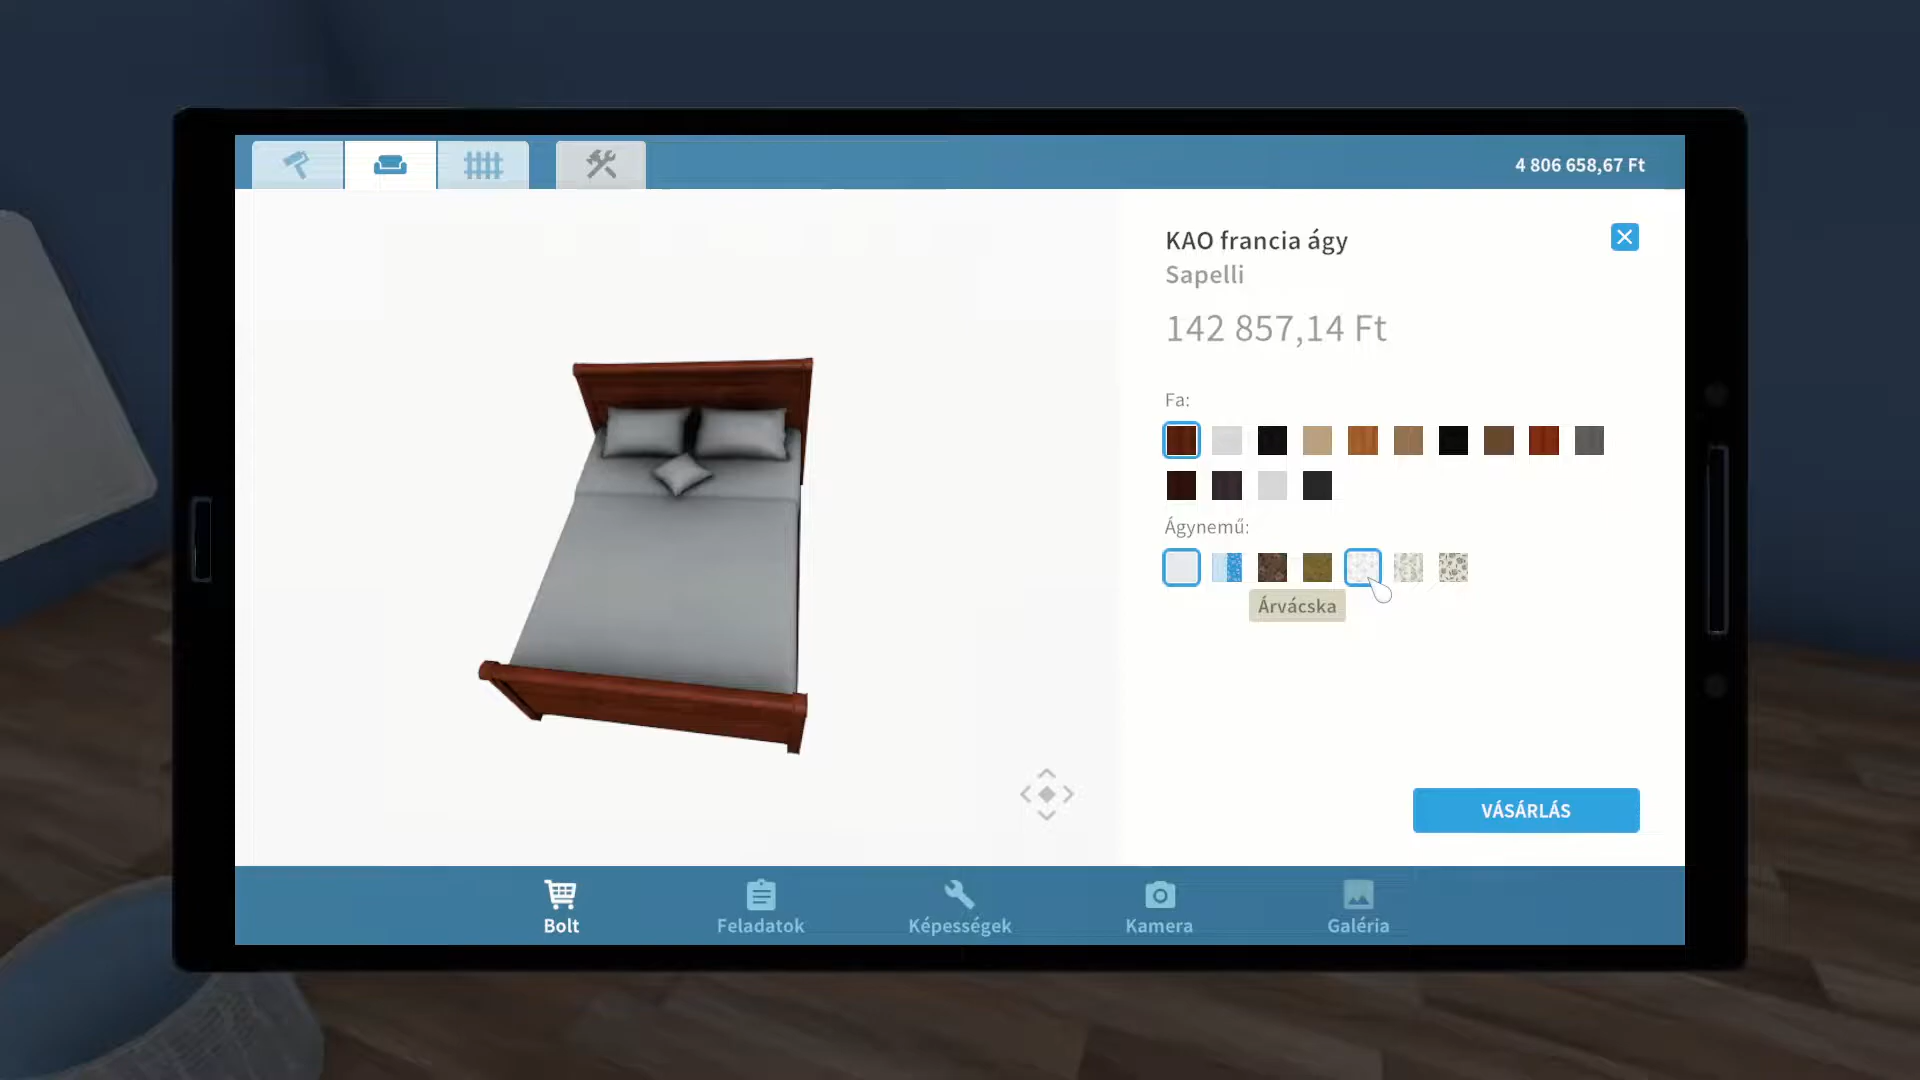 4 806 658,67 Ft
KAO francia ágy
Sapelli
142 857,14 Ft
Fa:
Ágynemű:
Árvácska
VÁSÁRLÁS
Bolt
Feladatok
Képességek
Kamera
Galéria